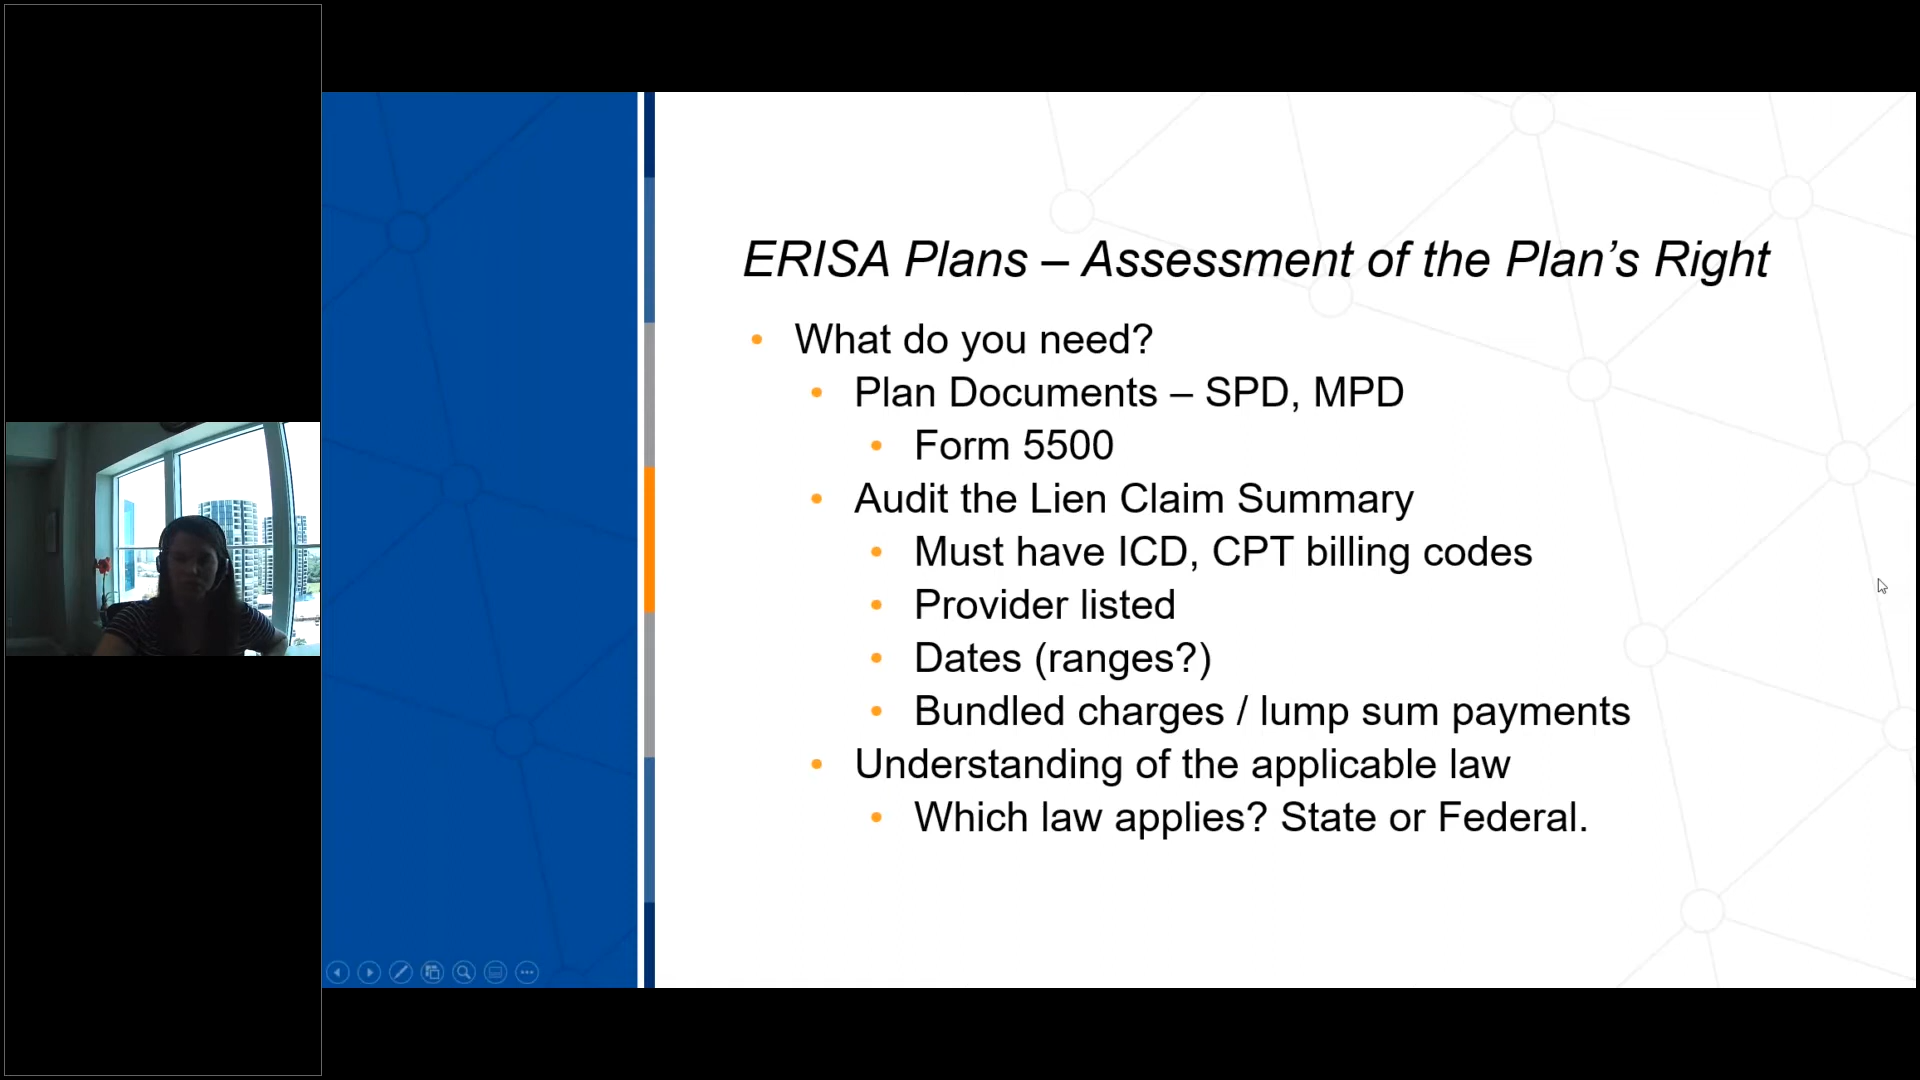 ERISA Plans – Assessment of the Plan’s Right
• What do you need?
• Plan Documents – SPD, MPD
• Form 5500
• Audit the Lien Claim Summary
• Must have ICD, CPT billing codes
• Provider listed
• Dates (ranges?)
• Bundled charges / lump sum payments
• Understanding of the applicable law
• Which law applies? State or Federal.